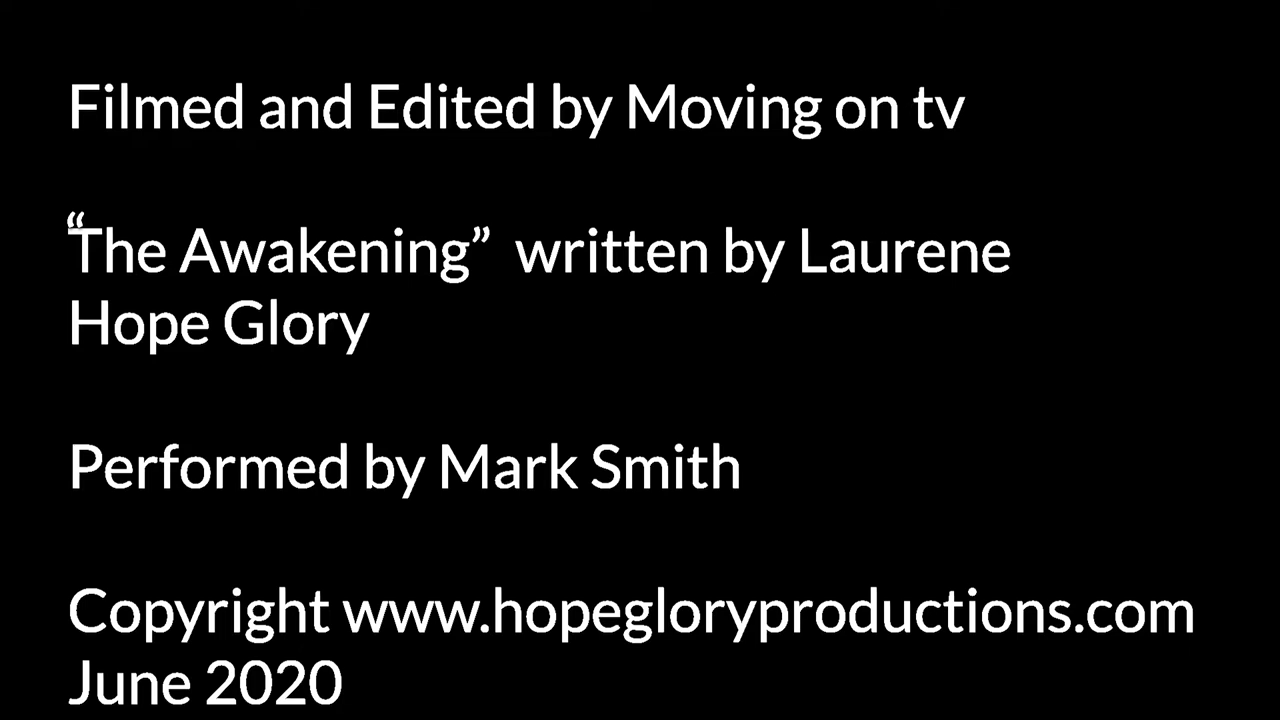 Filmed and Edited by Moving on tv
“The Awakening”  written by Laurene
Hope Glory
Performed by Mark Smith
Copyright www.hopegloryproductions.com
June 2020